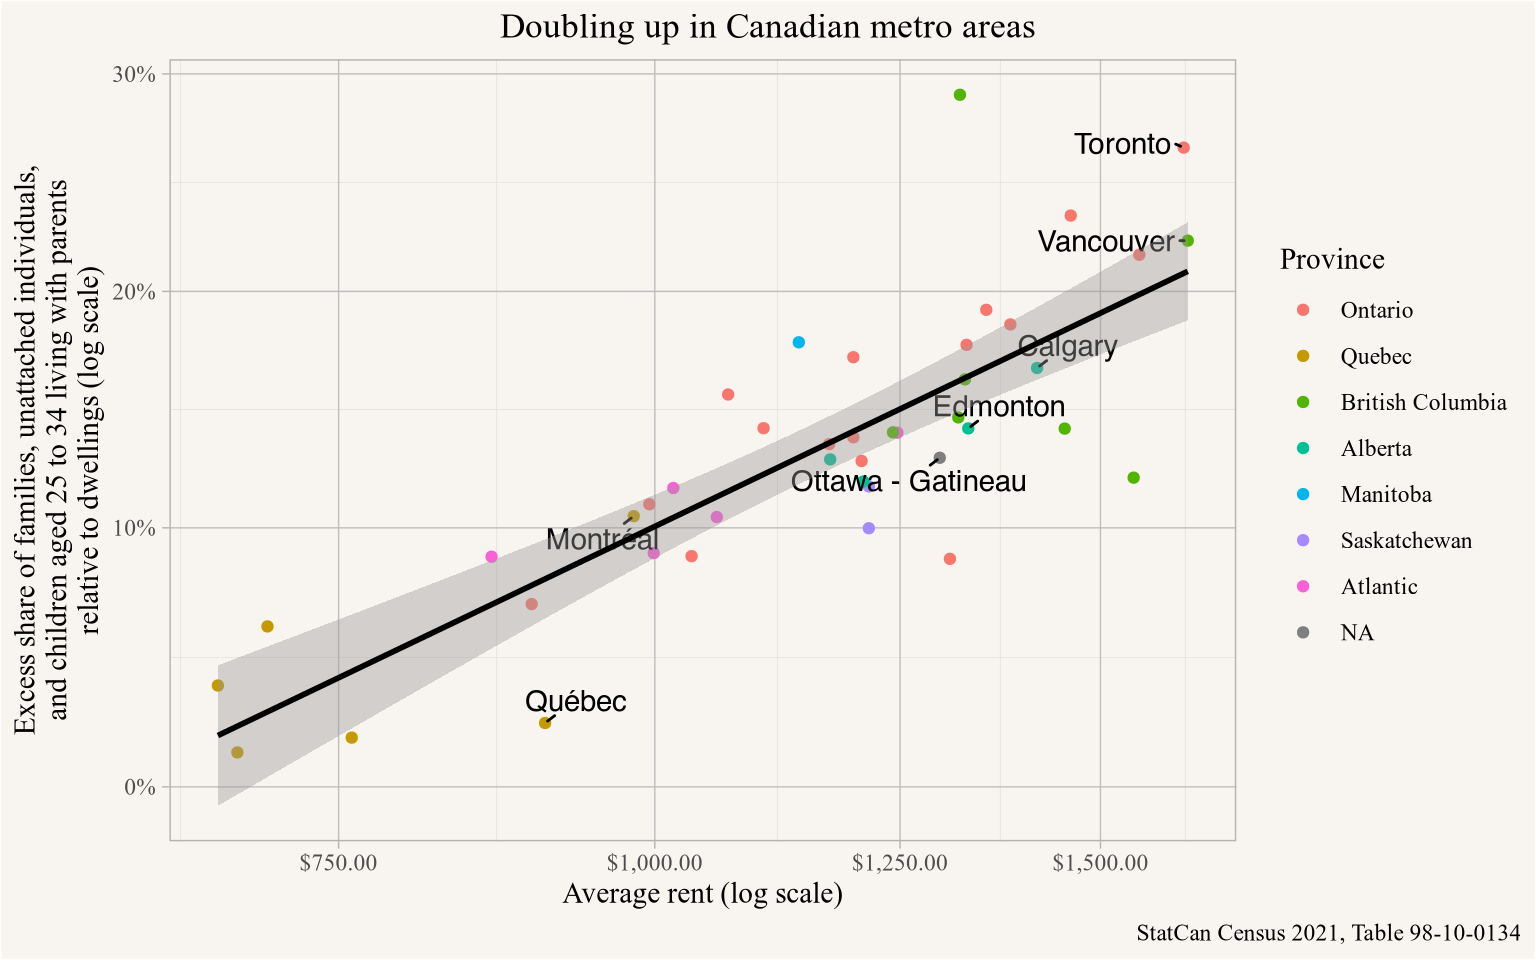 Doubling up in Canadian metro areas
Excess share of families, unattached individuals,
and children aged 25 to 34 living with parents
relative to dwellings (log scale)
30%
20%
10%
0%
Toronto
Vancouver
Calgary
Edmonton
Ottawa - Gatineau
Montréal
Québec
$750.00
$1,000.00
$1,250.00
$1,500.00
Average rent (log scale)
Province
Ontario
Quebec
British Columbia
Alberta
Manitoba
Saskatchewan
Atlantic
NA
StatCan Census 2021, Table 98-10-0134